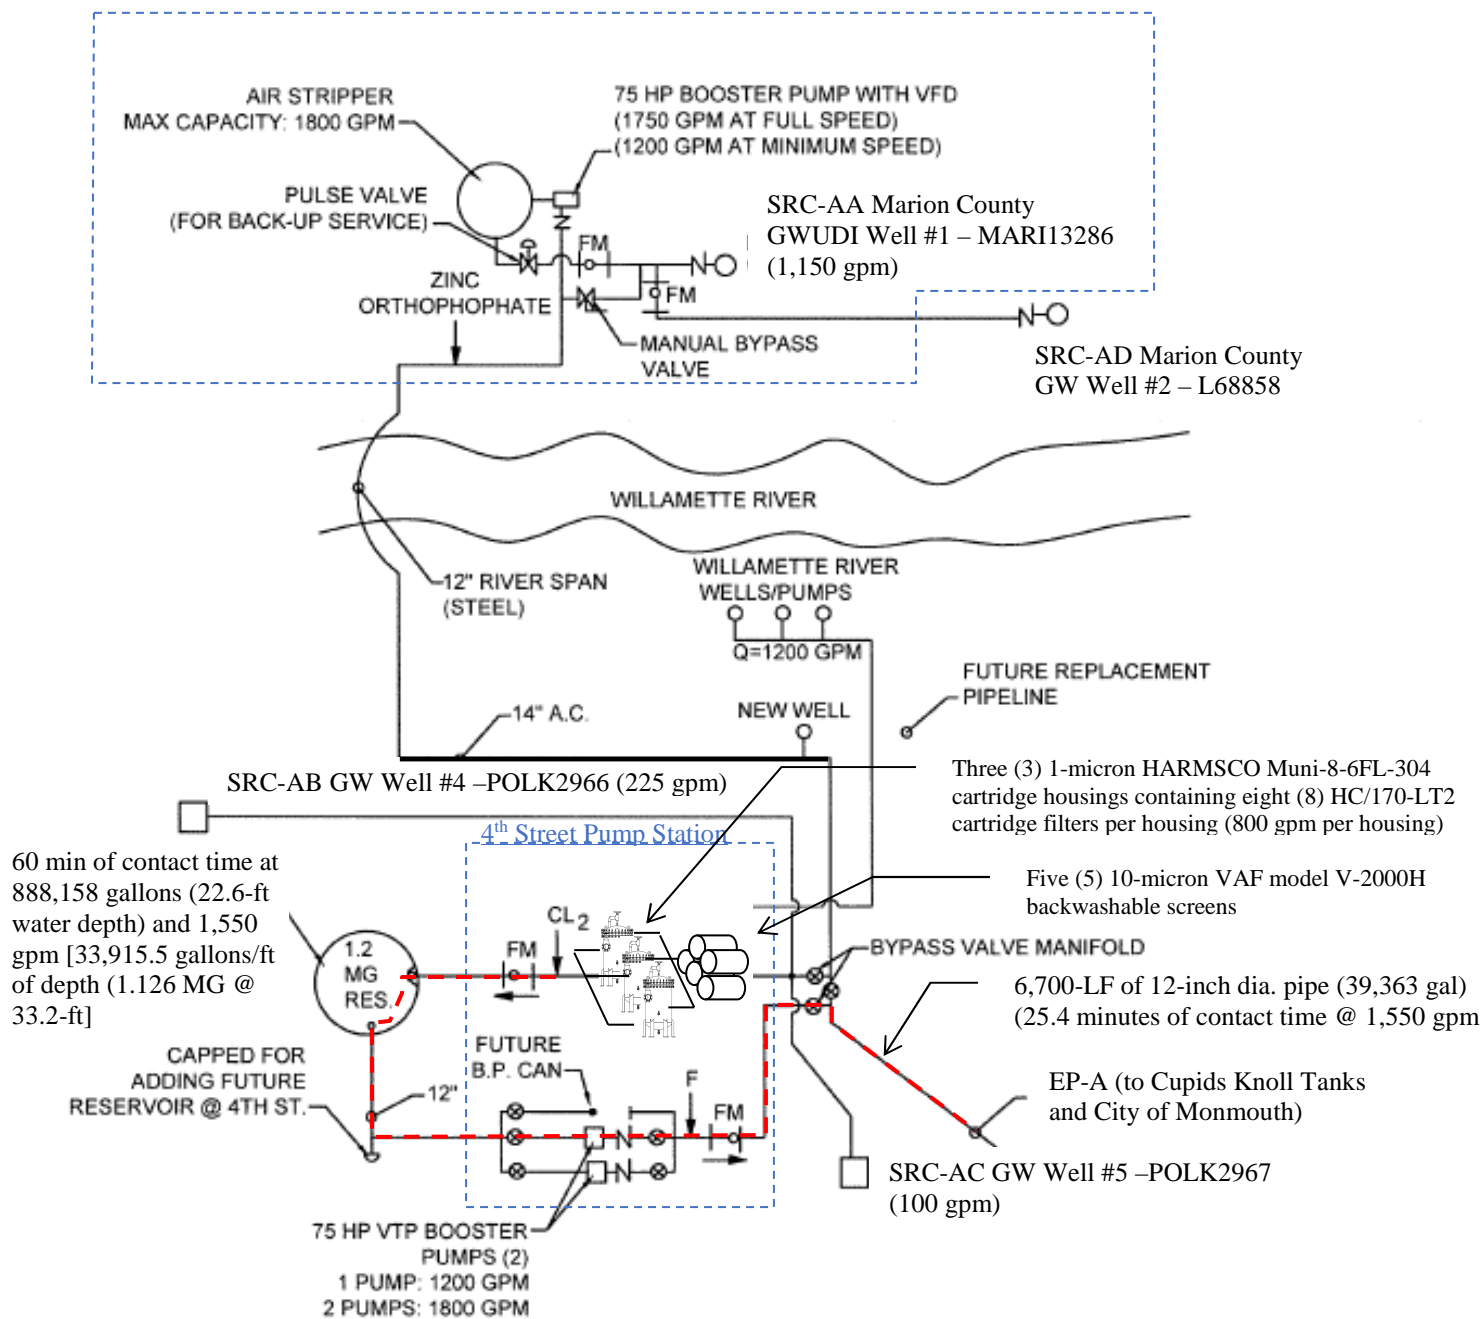 AIR STRIPPER
MAX CAPACITY: 1800 GPM
75 HP BOOSTER PUMP WITH VFD
(1750 GPM AT FULL SPEED)
(1200 GPM AT MINIMUM SPEED)
PULSE VALVE
(FOR BACK-UP SERVICE)
SRC-AA Marion County
GWUDI Well #1 – MARI13286
(1,150 gpm)
FM
ZINC
ORTHOPHOPHATE
FM
MANUAL BYPASS
VALVE
SRC-AD Marion County
GW Well #2 – L68858
WILLAMETTE RIVER
12" RIVER SPAN
(STEEL)
WILLAMETTE RIVER
WELLS/PUMPS
Q=1200 GPM
FUTURE REPLACEMENT
PIPELINE
14" A.C.
NEW WELL
SRC-AB GW Well #4 –POLK2966 (225 gpm)
Three (3) 1-micron HARMSCO Muni-8-6FL-304
cartridge housings containing eight (8) HC/170-LT2
cartridge filters per housing (800 gpm per housing)
4th Street Pump Station
60 min of contact time at
888,158 gallons (22.6-ft
water depth) and 1,550
gpm [33,915.5 gallons/ft
of depth (1.126 MG @
33.2-ft]
Five (5) 10-micron VAF model V-2000H
backwashable screens
CL2
FM
1.2
MG
RES.
BYPASS VALVE MANIFOLD
6,700-LF of 12-inch dia. pipe (39,363 gal)
(25.4 minutes of contact time @ 1,550 gpm
CAPPED FOR
ADDING FUTURE
RESERVOIR @ 4TH ST.
12"
FUTURE
B.P. CAN
F
FM
EP-A (to Cupids Knoll Tanks
and City of Monmouth)
SRC-AC GW Well #5 –POLK2967
(100 gpm)
75 HP VTP BOOSTER
PUMPS (2)
1 PUMP: 1200 GPM
2 PUMPS: 1800 GPM